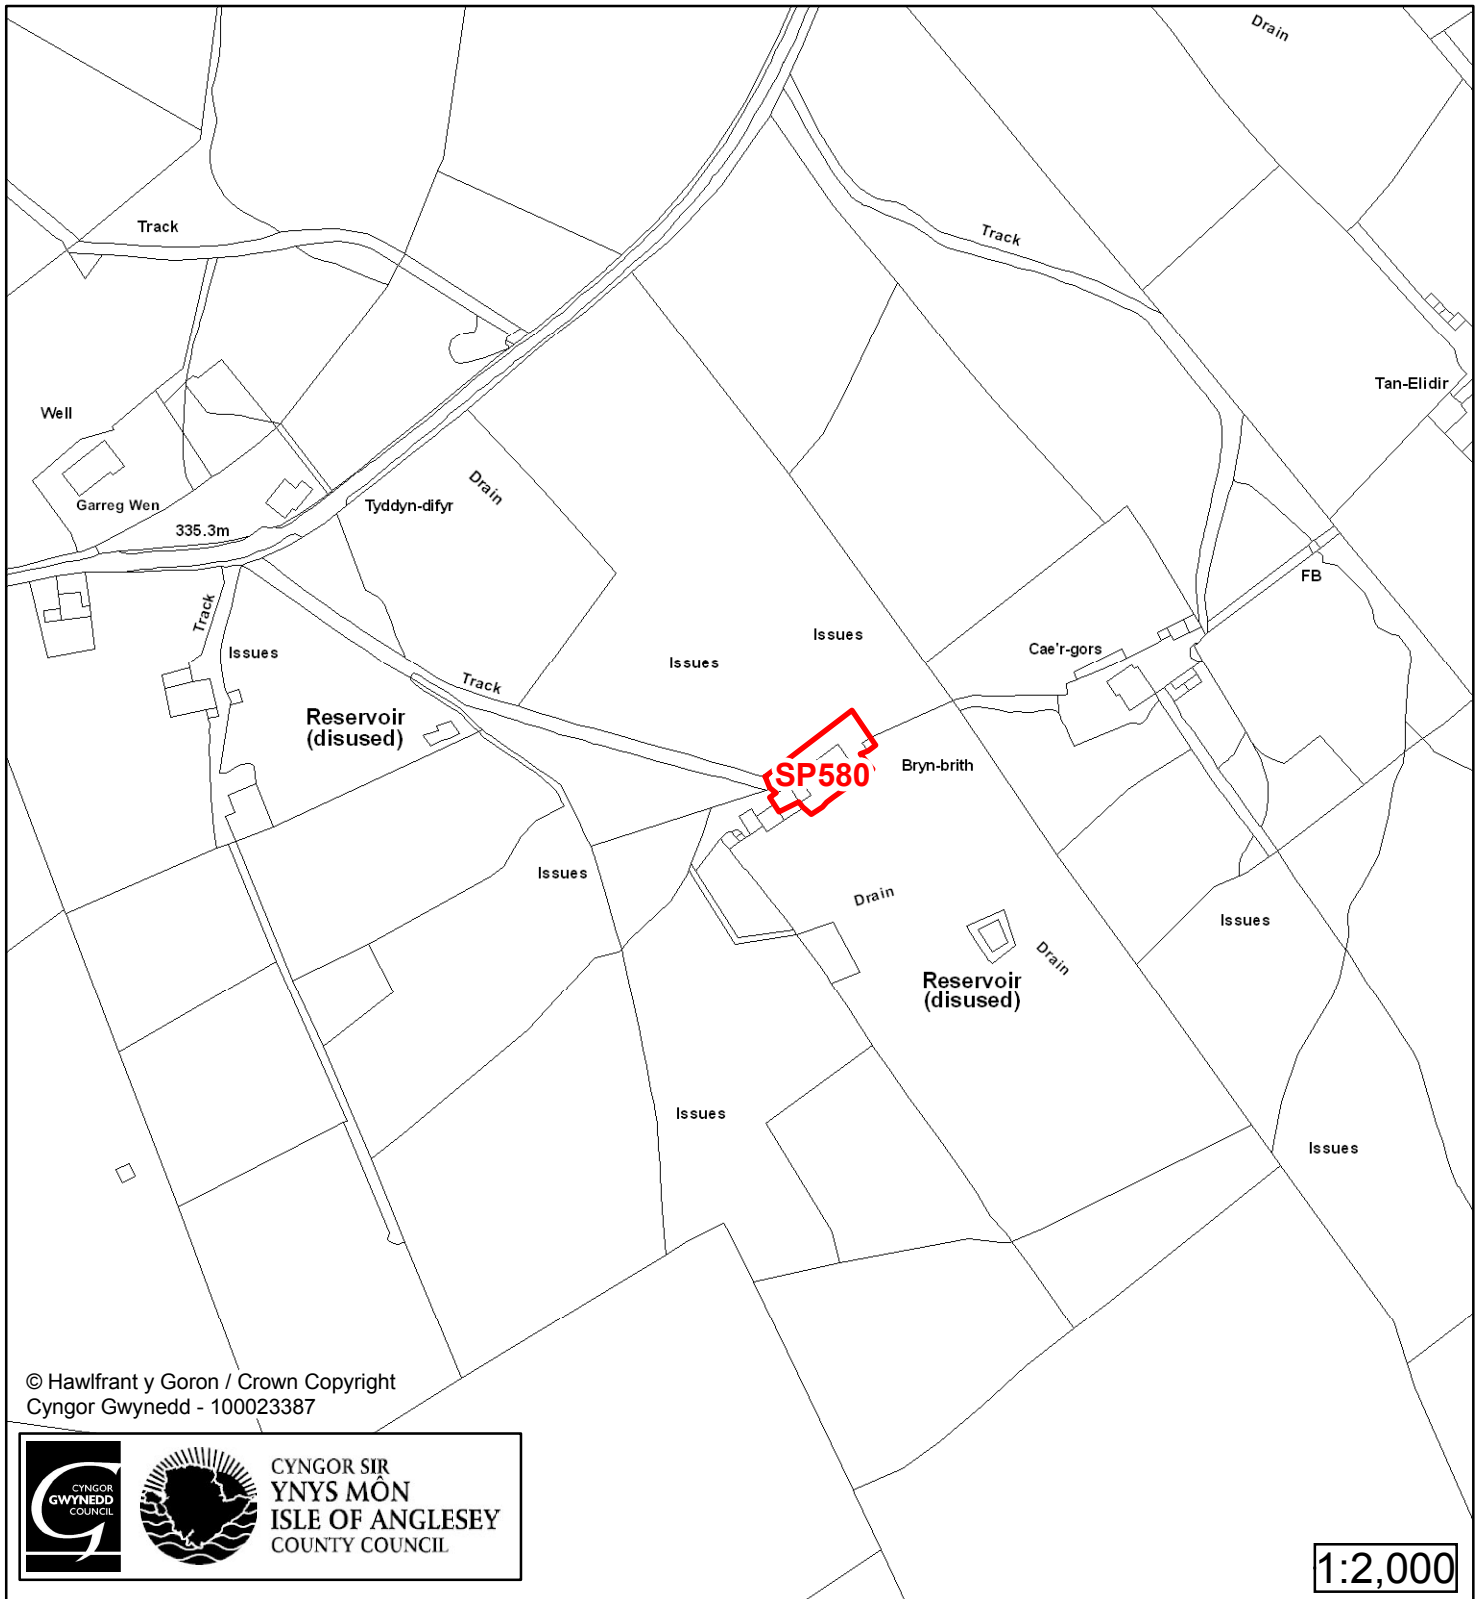 Drain
Track
Track
Tan-Elidir
Well
Drain
Garreg Wen
Tyddyn-difyr
335.3m
FB
Track
Issues
Issues
Issues
Cae'r-gors
Track
Reservoir
(disused)
SP580
Bryn-brith
Issues
Drain
Issues
Drain
Reservoir
(disused)
Issues
Issues
© Hawlfrant y Goron / Crown Copyright
Cyngor Gwynedd - 100023387
CYNGOR
GWYNEDD
COUNCIL
CYNGOR SIR
YNYS MÔN
ISLE OF ANGLESEY
COUNTY COUNCIL
1:2,000